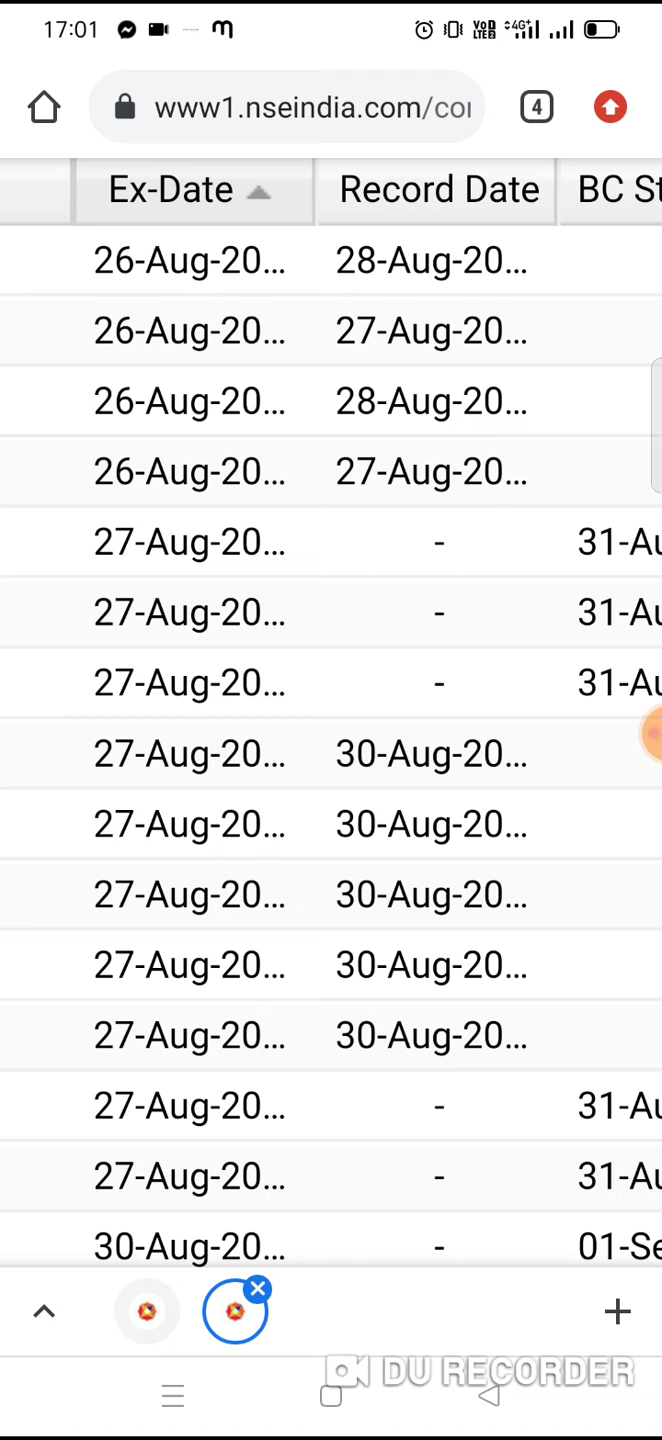 17:01 VoD LTE2 4G+
www1.nseindia.com/co 4
Ex-Date Record Date BC St
26-Aug-20... 28-Aug-20...
26-Aug-20... 27-Aug-20...
26-Aug-20... 28-Aug-20...
26-Aug-20... 27-Aug-20...
27-Aug-20... - 31-Au
27-Aug-20... - 31-Au
27-Aug-20... - 31-Au
27-Aug-20... 30-Aug-20...
27-Aug-20... 30-Aug-20...
27-Aug-20... 30-Aug-20...
27-Aug-20... 30-Aug-20...
27-Aug-20... 30-Aug-20...
27-Aug-20... - 31-Au
27-Aug-20... - 31-Au
30-Aug-20... - 01-Se
DU RECORDER